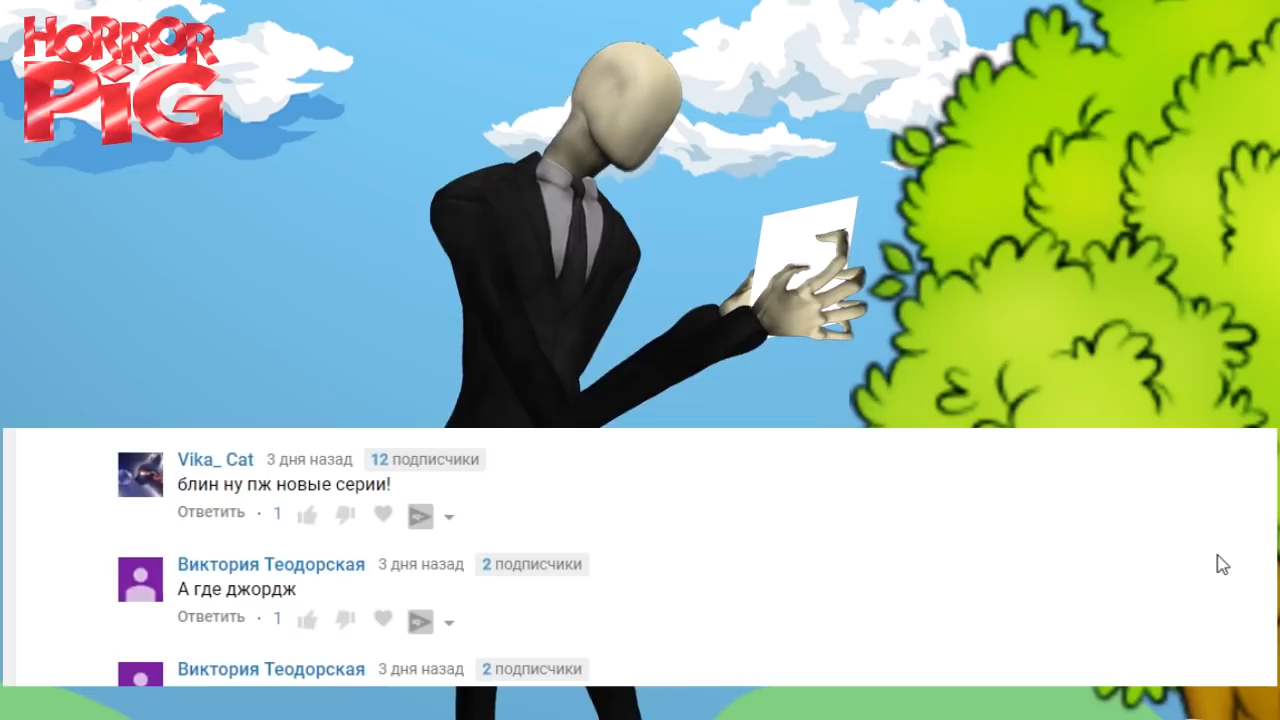 HORROR
PIG
Vika_ Cat 3 дня назад 12 подписчики
блин ну пж новые серии!
Ответить · 1
Виктория Теодорская 3 дня назад 2 подписчики
А где джордж
Ответить · 1
Виктория Теодорская 3 дня назад 2 подписчики